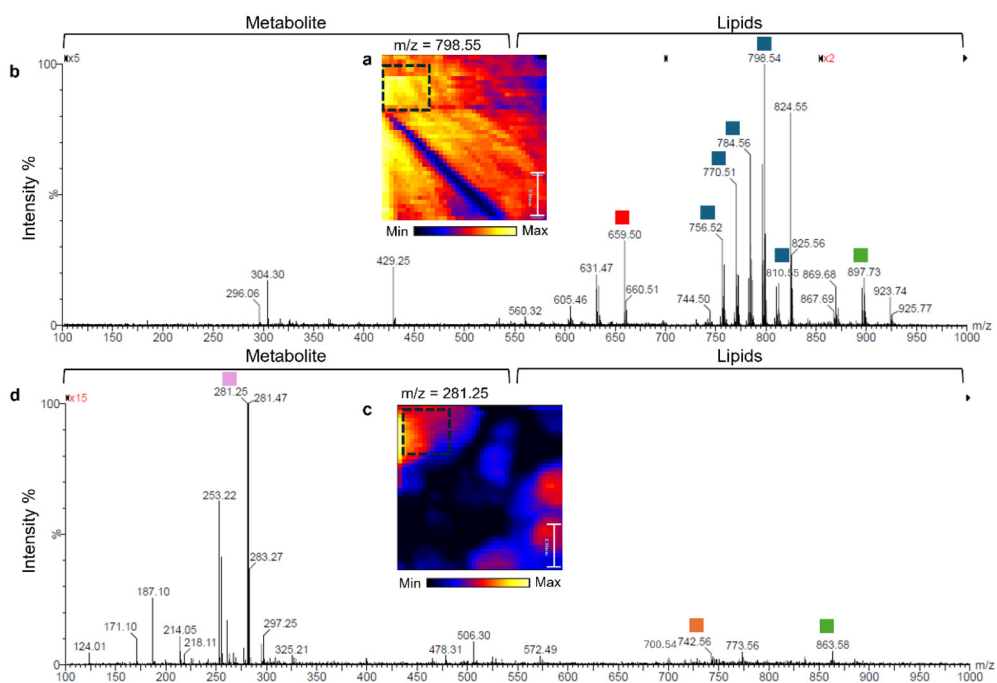 Metabolite Lipids
m/z = 798.55
b a
x5 x2
100
% 
Intensity %
0
296.06 304.30 429.25 560.32 605.46 631.47 659.50 660.51 744.50 756.52 770.51 784.56 798.54 810.55 824.55 825.56 867.69 869.68 897.73 923.74 925.77
Min Max
100 150 200 250 300 350 400 450 500 550 600 650 700 750 800 850 900 950 1000
Metabolite Lipids
m/z = 281.25
d c
x15
100
%
Intensity %
0
124.01 171.10 187.10 214.05 218.11 253.22 281.25 281.47 283.27 297.25 325.21 478.31 506.30 572.49 700.54 742.56 773.56 863.58
Min Max
100 150 200 250 300 350 400 450 500 550 600 650 700 750 800 850 900 950 1000